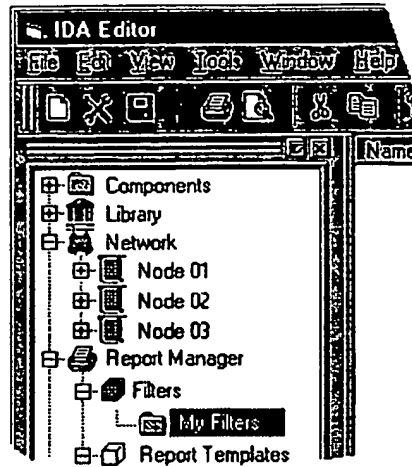 IDA Editor
File Edit View Tools Window Help
Name
Components
Library
Network
Node 01
Node 02
Node 03
Report Manager
Filters
My Filters
Report Templates